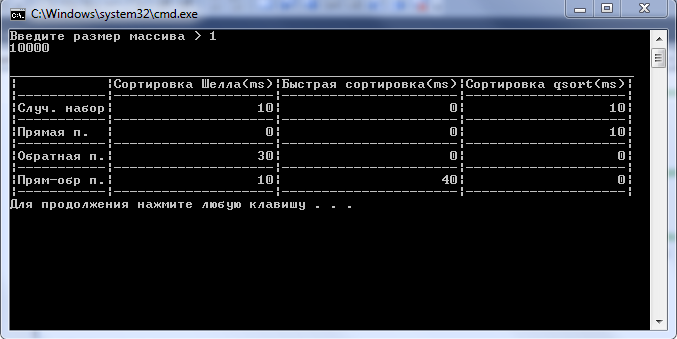 C:\Windows\system32\cmd.exe
Введите размер массива > 1
10000
Сортировка Шелла(ms)¦Быстрая сортировка(ms)¦Сортировка qsort(ms)¦
¦Случ. набор¦ 10¦ 0¦ 10¦
¦Прямая п. ¦ 0¦ 0¦ 10¦
¦Обратная п.¦ 30¦ 0¦ 0¦
¦Прям-обр п.¦ 10¦ 40¦ 0¦
Для продолжения нажмите любую клавишу . . .